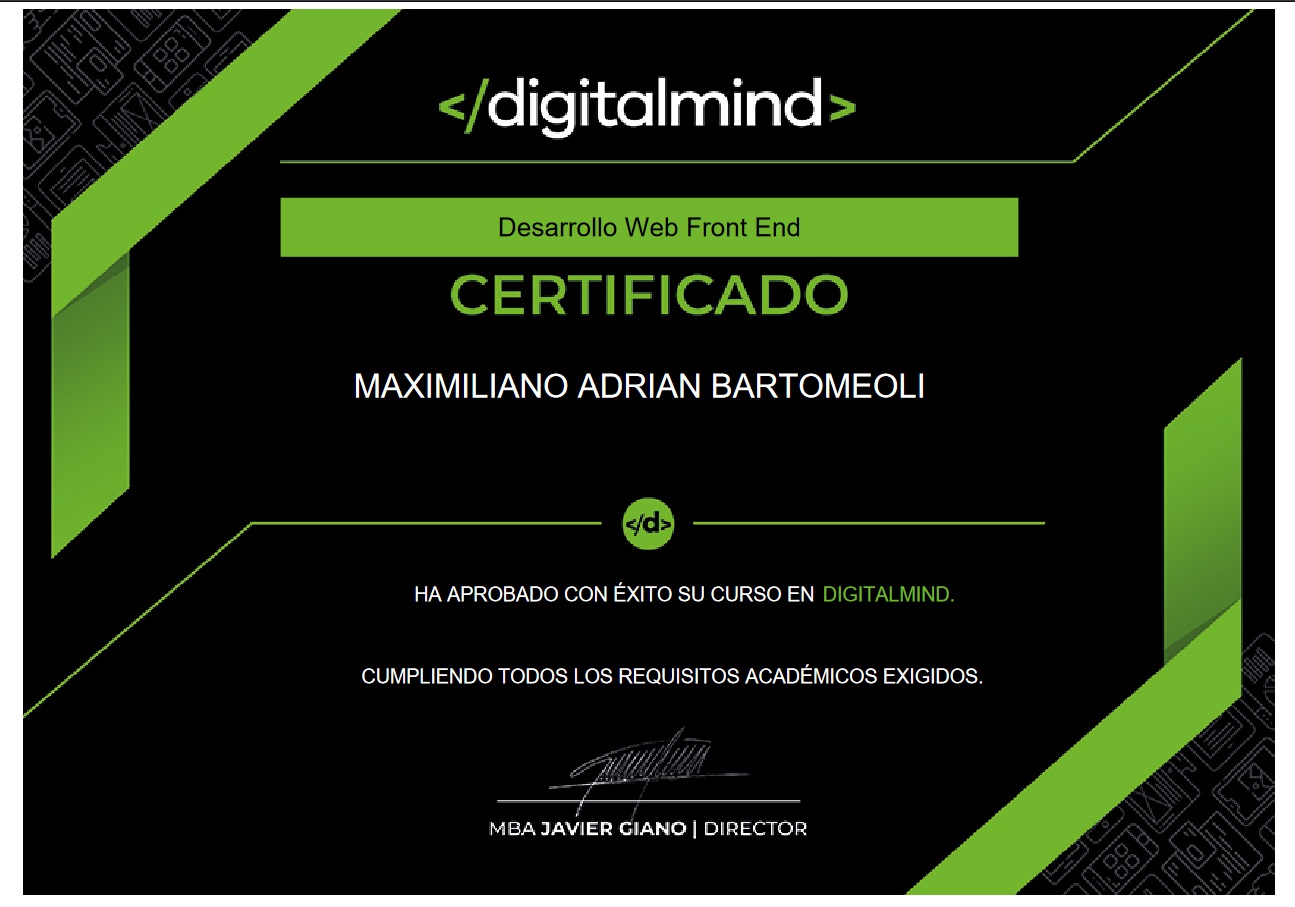 </digitalmind>
Desarrollo Web Front End
CERTIFICADO
MAXIMILIANO ADRIAN BARTOMEOLI
</d>
HA APROBADO CON ÉXITO SU CURSO EN DIGITALMIND.
CUMPLIENDO TODOS LOS REQUISITOS ACADÉMICOS EXIGIDOS.
MBA JAVIER GIANO | DIRECTOR